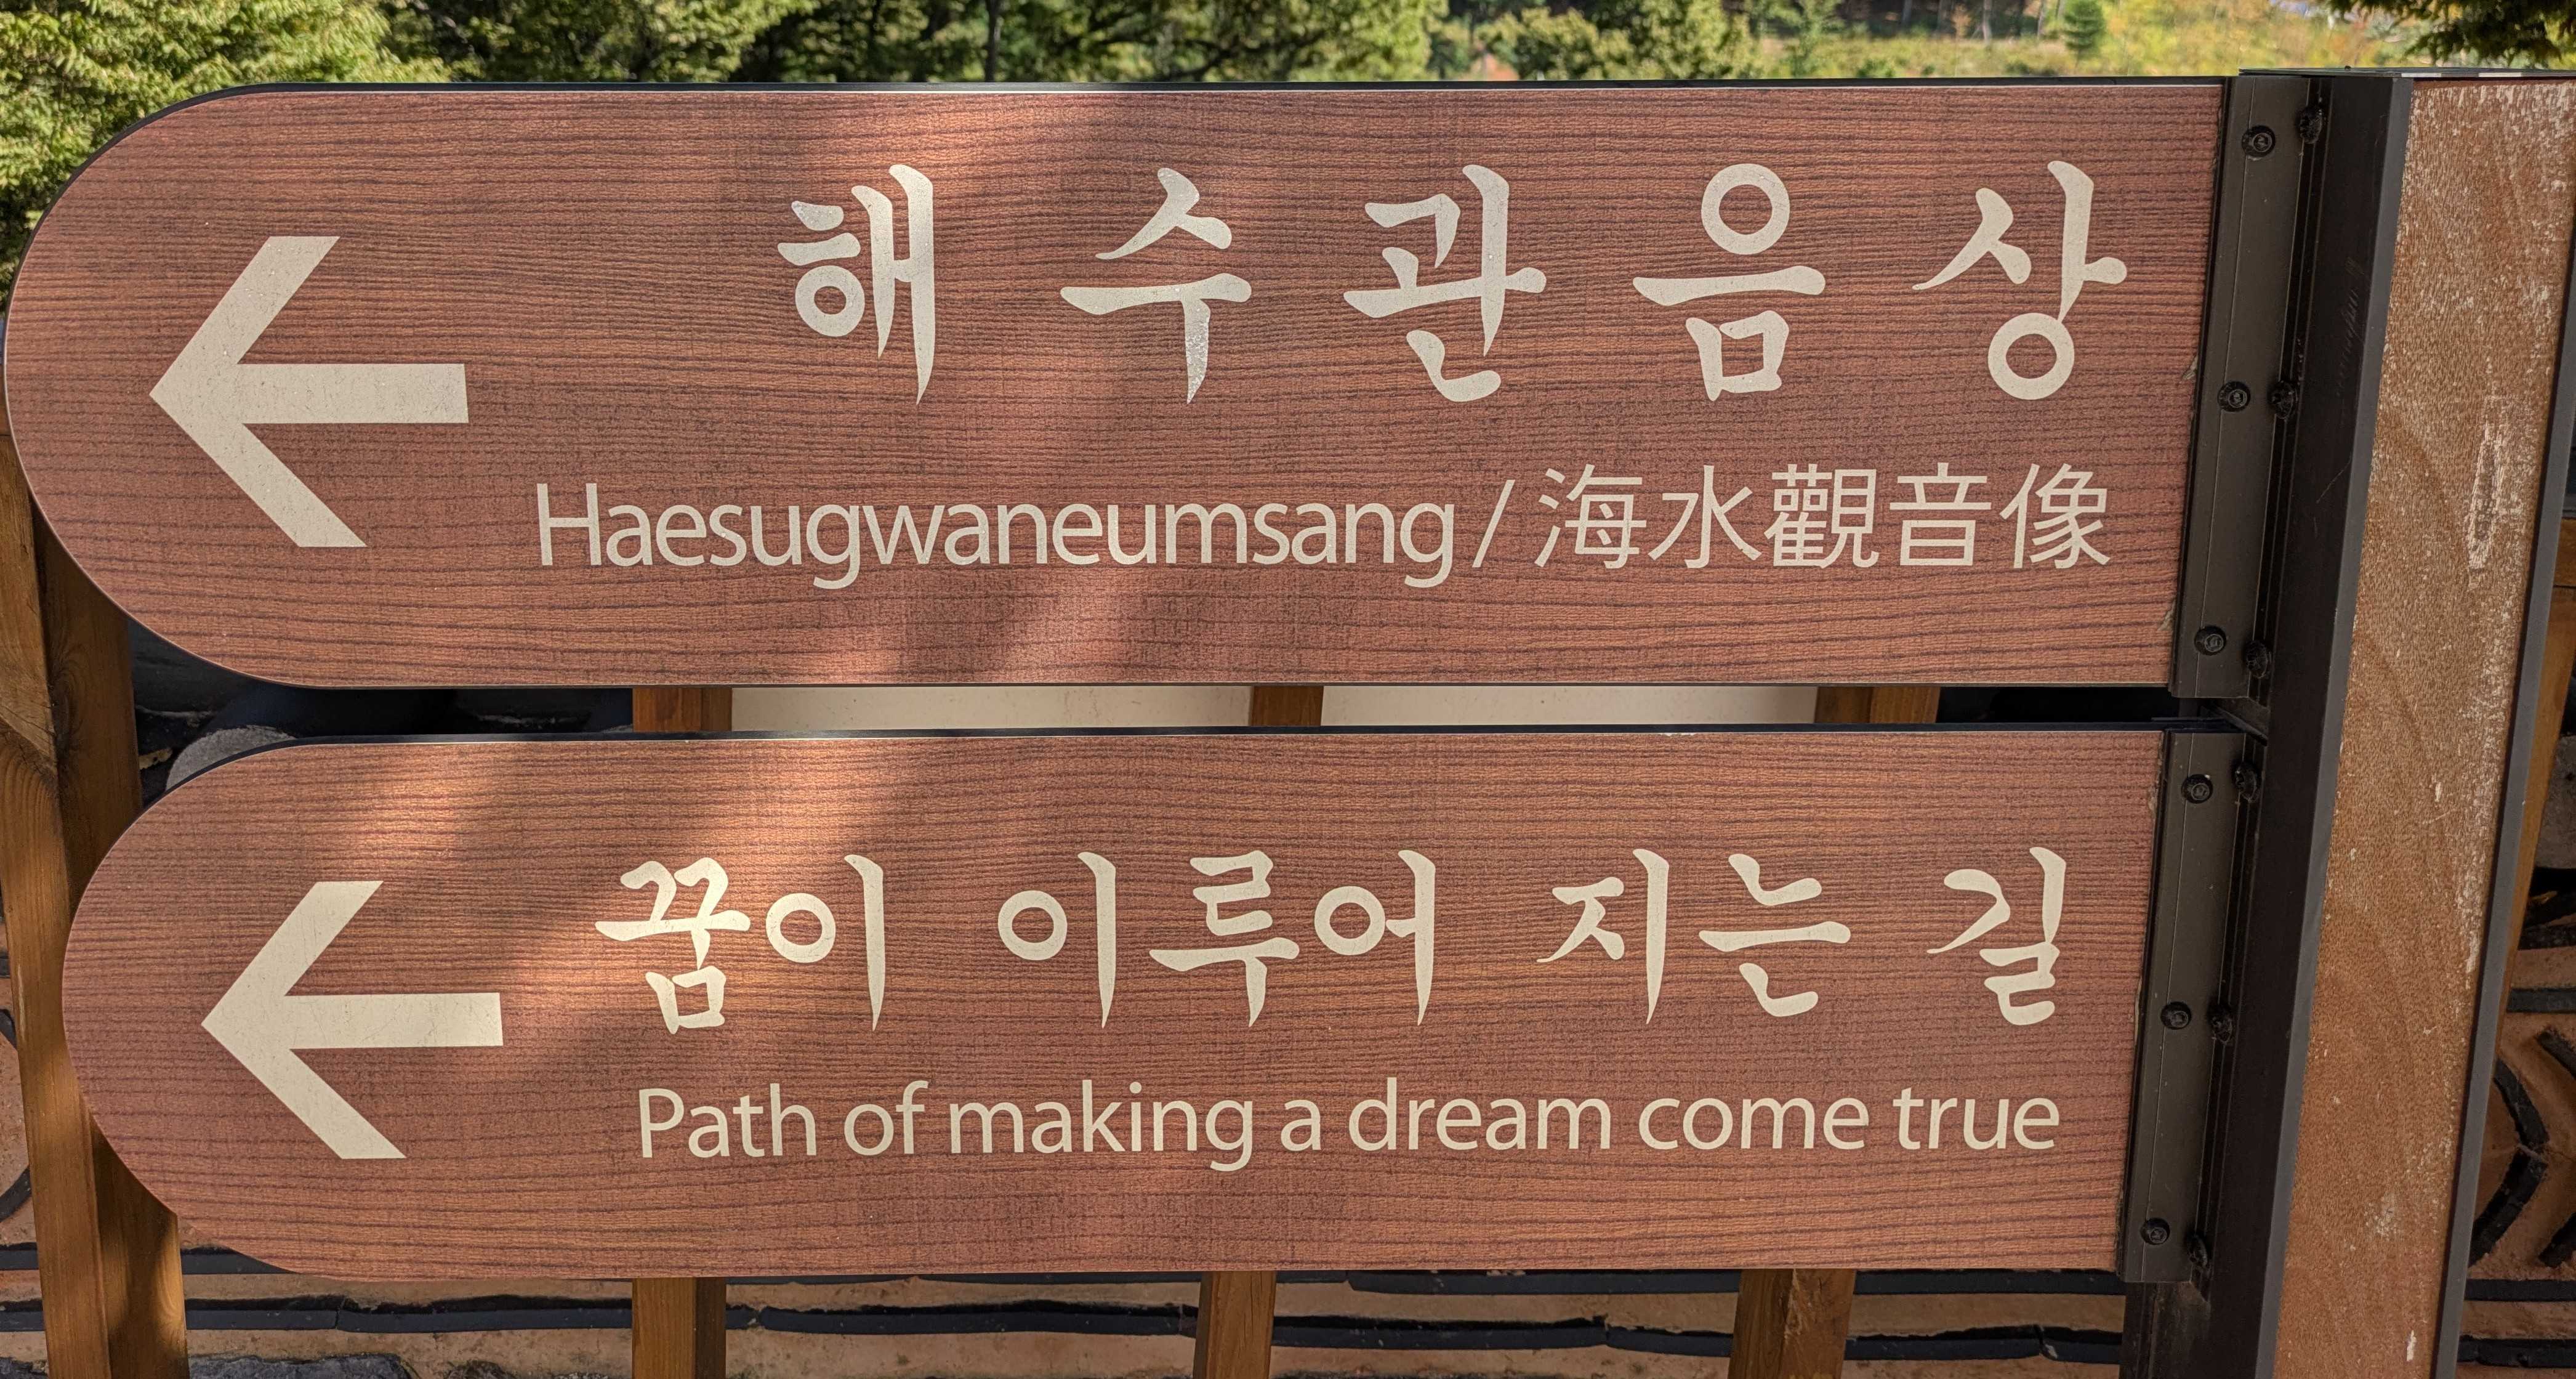 해수관음상
Haesugwaneumsang / 海水觀音像
꿈이 이루어 지는 길
Path of making a dream come true